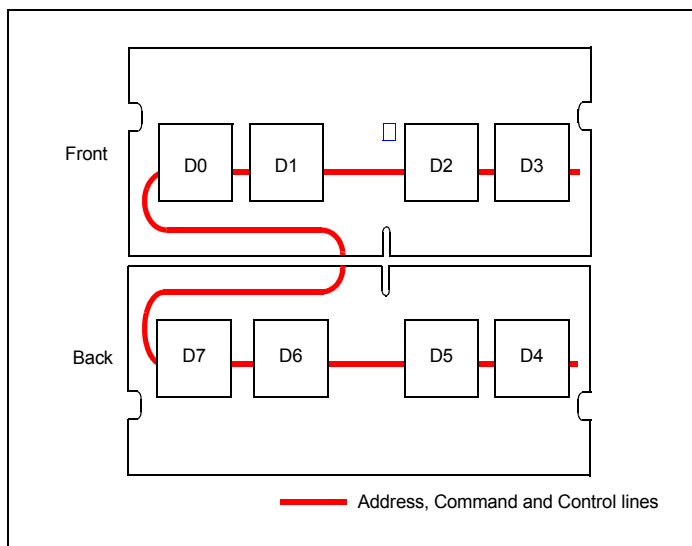 Front
D0 D1 D2 D3
Back
D7 D6 D5 D4
Address, Command and Control lines